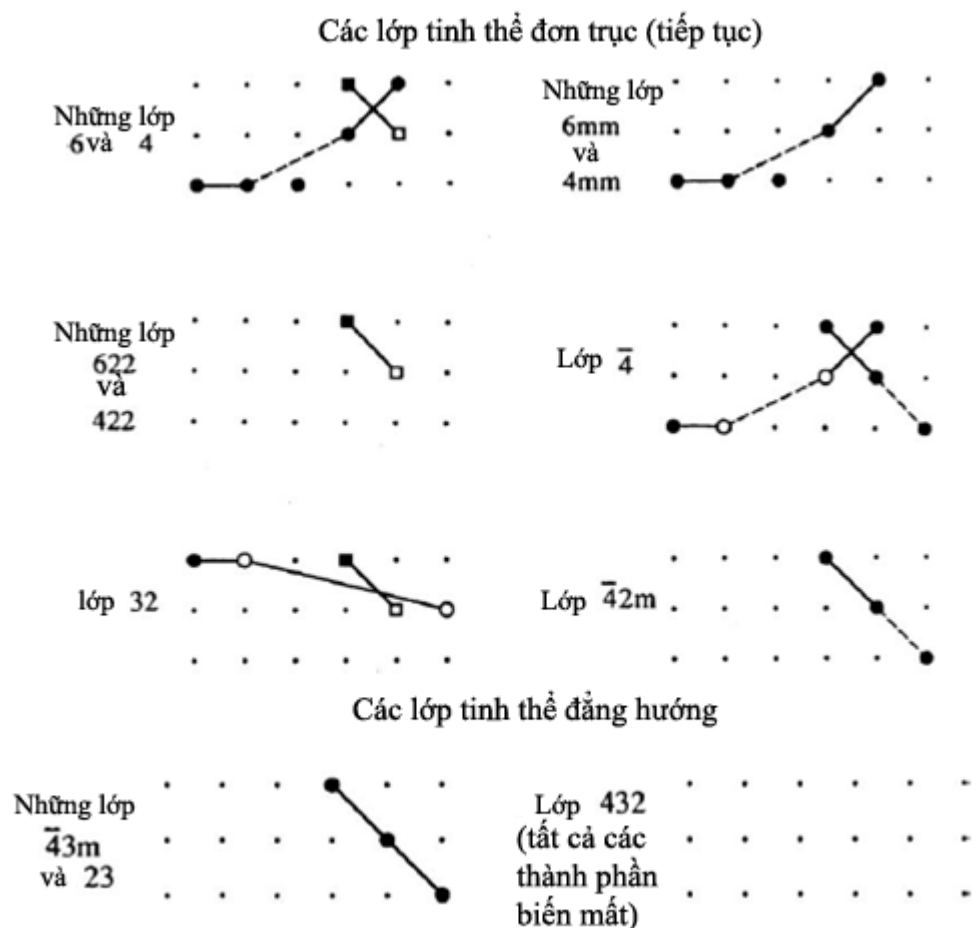 Các lớp tinh thể đơn trục (tiếp tục)
Những lớp
6 và 4
Những lớp
6mm
và
4mm
Những lớp
622
và
422
Lớp 4̅
lớp 32
Lớp 4̅2m
Các lớp tinh thể đẳng hướng
Những lớp
4̅3m
và 23
Lớp 432
(tất cả các
thành phần
biến mất)